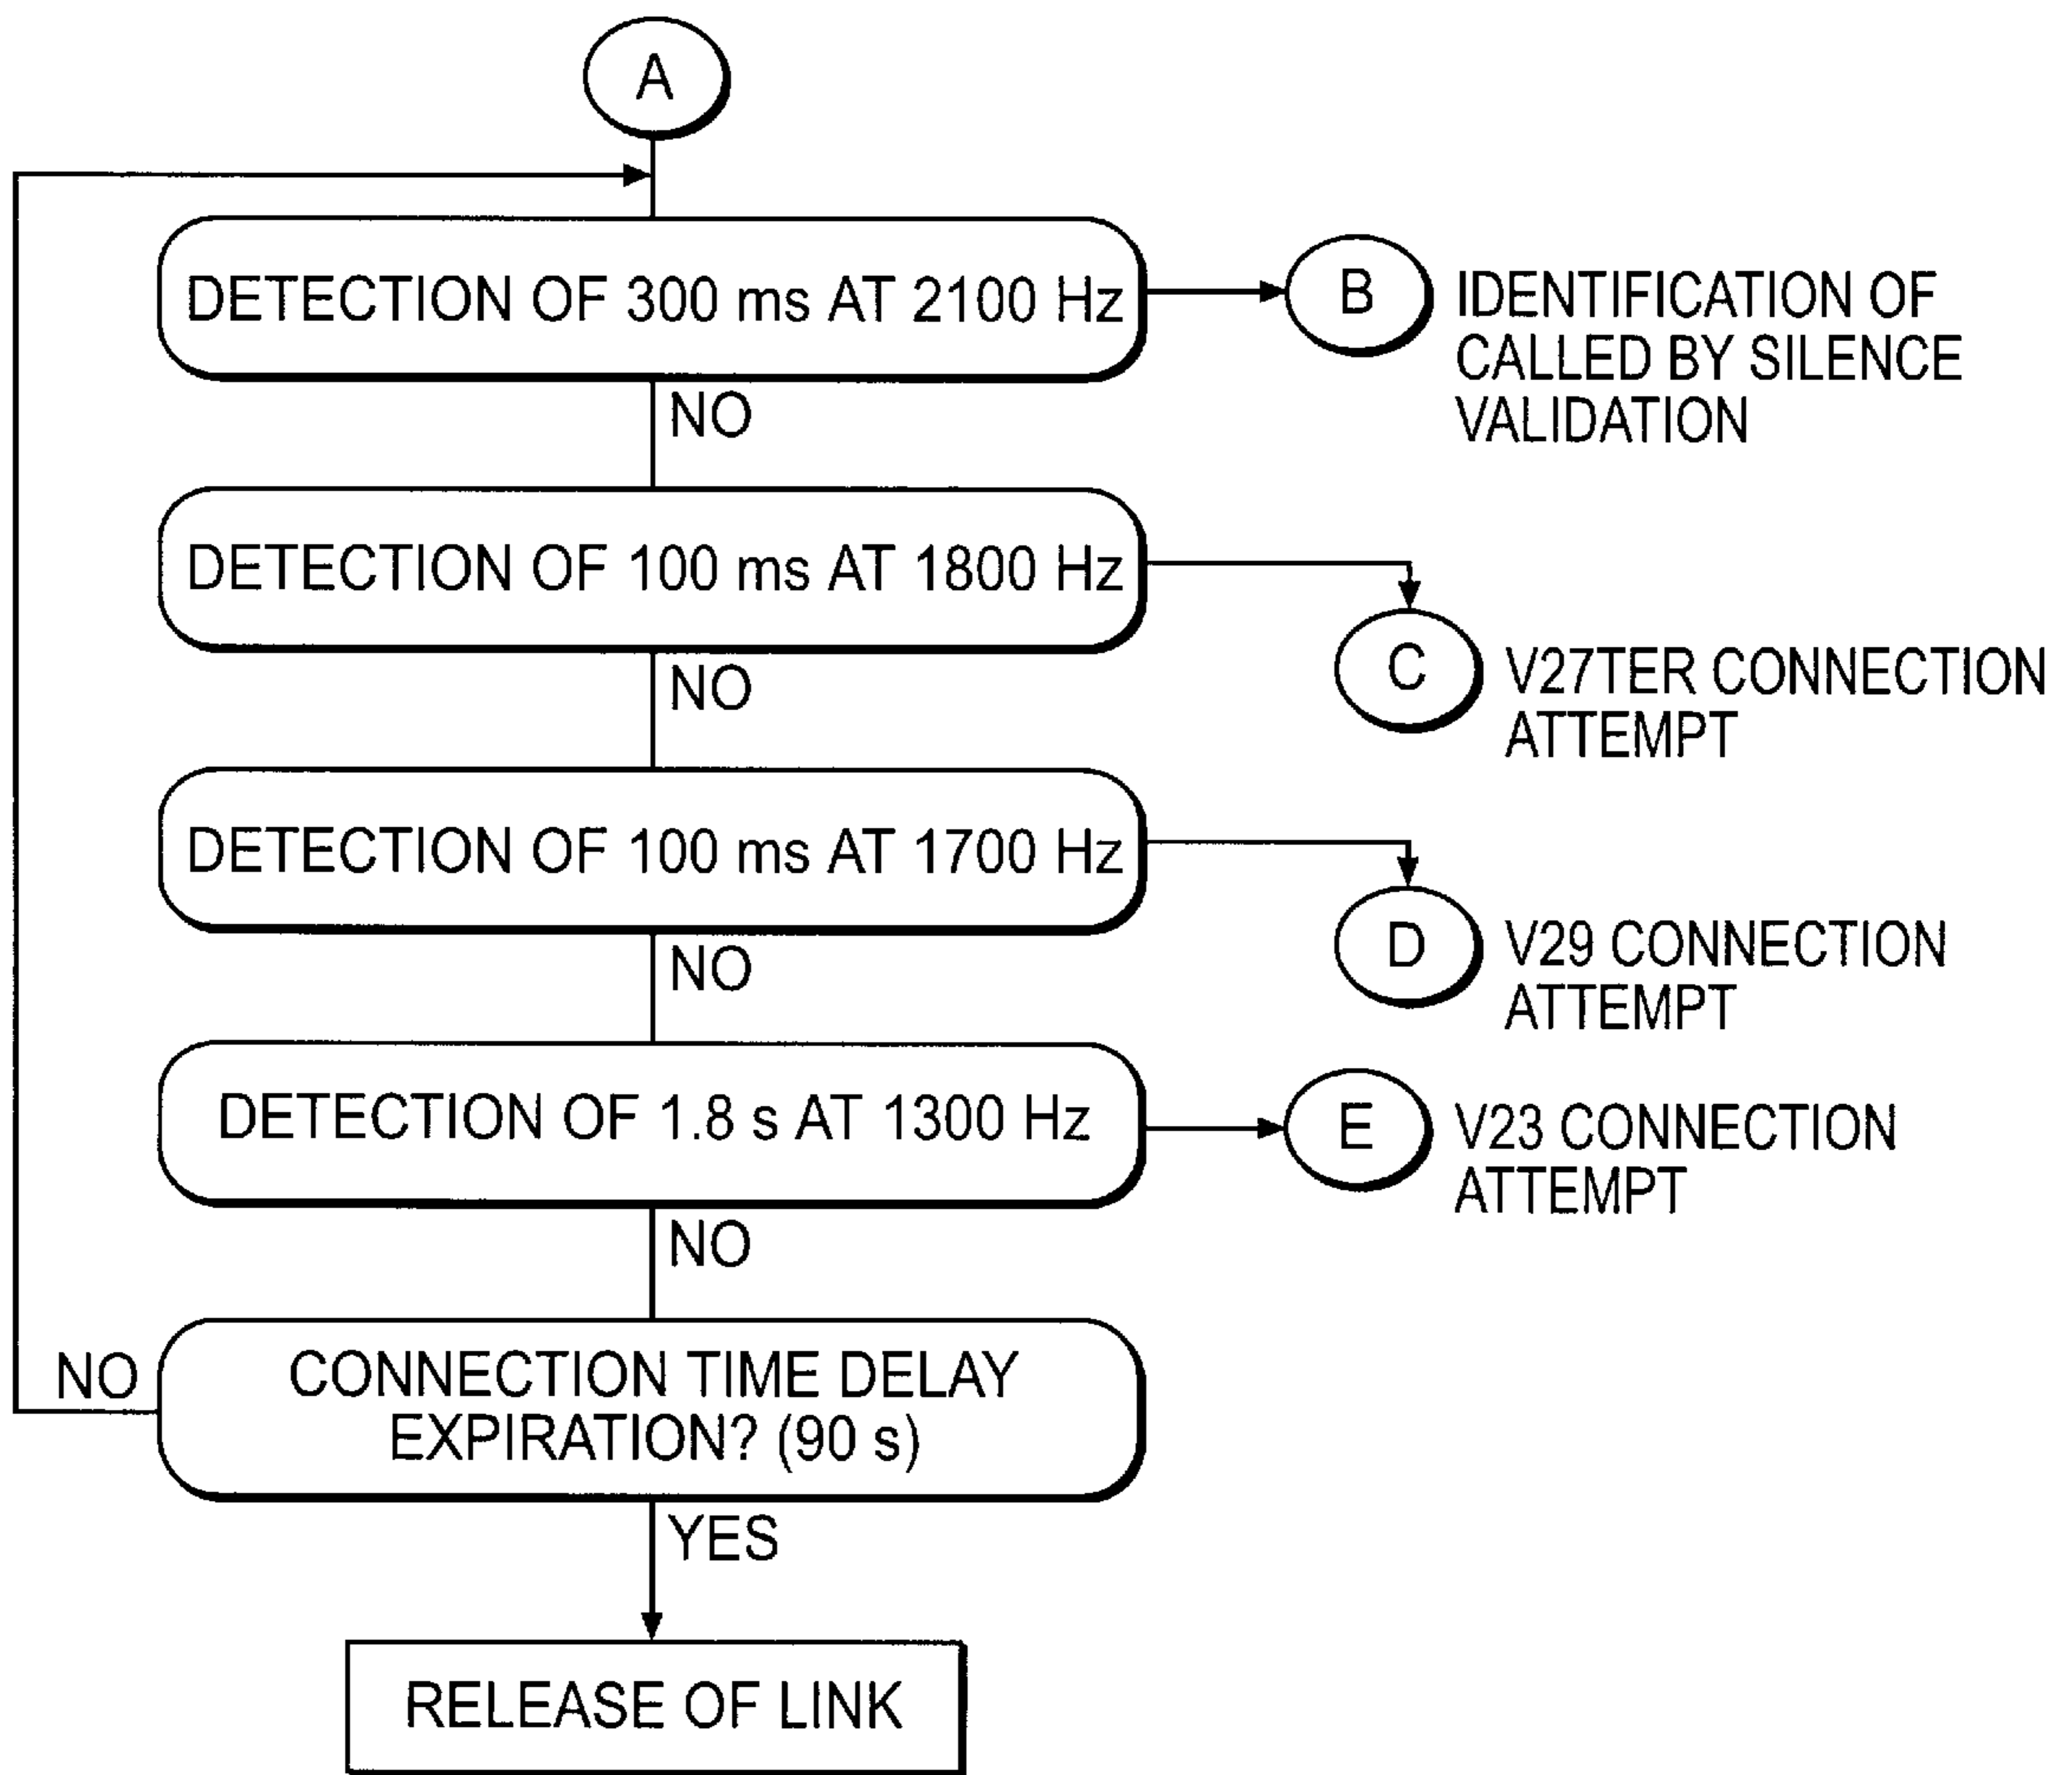 A
DETECTION OF 300 ms AT 2100 Hz
B
IDENTIFICATION OF
CALLED BY SILENCE
VALIDATION
NO
DETECTION OF 100 ms AT 1800 Hz
C
V27TER CONNECTION
ATTEMPT
NO
DETECTION OF 100 ms AT 1700 Hz
D
V29 CONNECTION
ATTEMPT
NO
DETECTION OF 1.8 s AT 1300 Hz
E
V23 CONNECTION
ATTEMPT
NO
NO
CONNECTION TIME DELAY
EXPIRATION? (90 s)
YES
RELEASE OF LINK